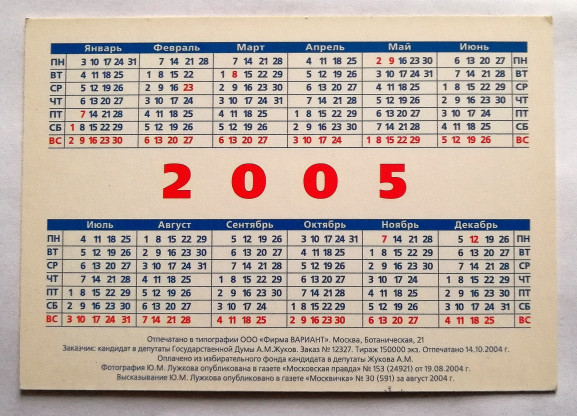 Январь Февраль Март Апрель Май Июнь
ПН 3 10 17 24 31 7 14 21 28 7 14 21 28 4 11 18 25 2 9 16 23 30 6 13 20 27 ПН
ВТ 4 11 18 25 1 8 15 22 1 8 15 22 29 5 12 19 26 3 10 17 24 31 7 14 21 28 ВТ
СР 5 12 19 26 2 9 16 23 2 9 16 23 30 6 13 20 27 4 11 18 25 1 8 15 22 29 СР
ЧТ 6 13 20 27 3 10 17 24 3 10 17 24 31 7 14 21 28 5 12 19 26 2 9 16 23 30 ЧТ
ПТ 7 14 21 28 4 11 18 25 4 11 18 25 1 8 15 22 29 6 13 20 27 3 10 17 24 ПТ
СБ 1 8 15 22 29 5 12 19 26 5 12 19 26 2 9 16 23 30 7 14 21 28 4 11 18 25 СБ
ВС 2 9 16 23 30 6 13 20 27 6 13 20 27 3 10 17 24 1 8 15 22 29 5 12 19 26 ВС
2005
Июль Август Сентябрь Октябрь Ноябрь Декабрь
ПН 4 11 18 25 1 8 15 22 29 5 12 19 26 3 10 17 24 31 7 14 21 28 5 12 19 26 ПН
ВТ 5 12 19 26 2 9 16 23 30 6 13 20 27 4 11 18 25 1 8 15 22 29 6 13 20 27 ВТ
СР 6 13 20 27 3 10 17 24 31 7 14 21 28 5 12 19 26 2 9 16 23 30 7 14 21 28 СР
ЧТ 7 14 21 28 4 11 18 25 1 8 15 22 29 6 13 20 27 3 10 17 24 1 8 15 22 29 ЧТ
ПТ 1 8 15 22 29 5 12 19 26 2 9 16 23 30 7 14 21 28 4 11 18 25 2 9 16 23 30 ПТ
СБ 2 9 16 23 30 6 13 20 27 3 10 17 24 1 8 15 22 29 5 12 19 26 3 10 17 24 31 СБ
ВС 3 10 17 24 31 7 14 21 28 4 11 18 25 2 9 16 23 30 6 13 20 27 4 11 18 25 ВС
Отпечатано в типографии ООО «Фирма ВАРИАНТ». Москва, Ботаническая, 21
Заказчик: кандидат в депутаты Государственной Думы А.М.Жуков. Заказ № 12327. Тираж 150000 экз. Отпечатано 14.10.2004 г.
Оплачено из избирательного фонда кандидата в депутаты Жукова А.М.
Фотография Ю.М. Лужкова опубликована в газете «Московская правда» №153 (24921) от 19.08.2004 г.
Высказывание Ю.М. Лужкова опубликовано в газете «Москвичка» № 30 (591) за август 2004 г.